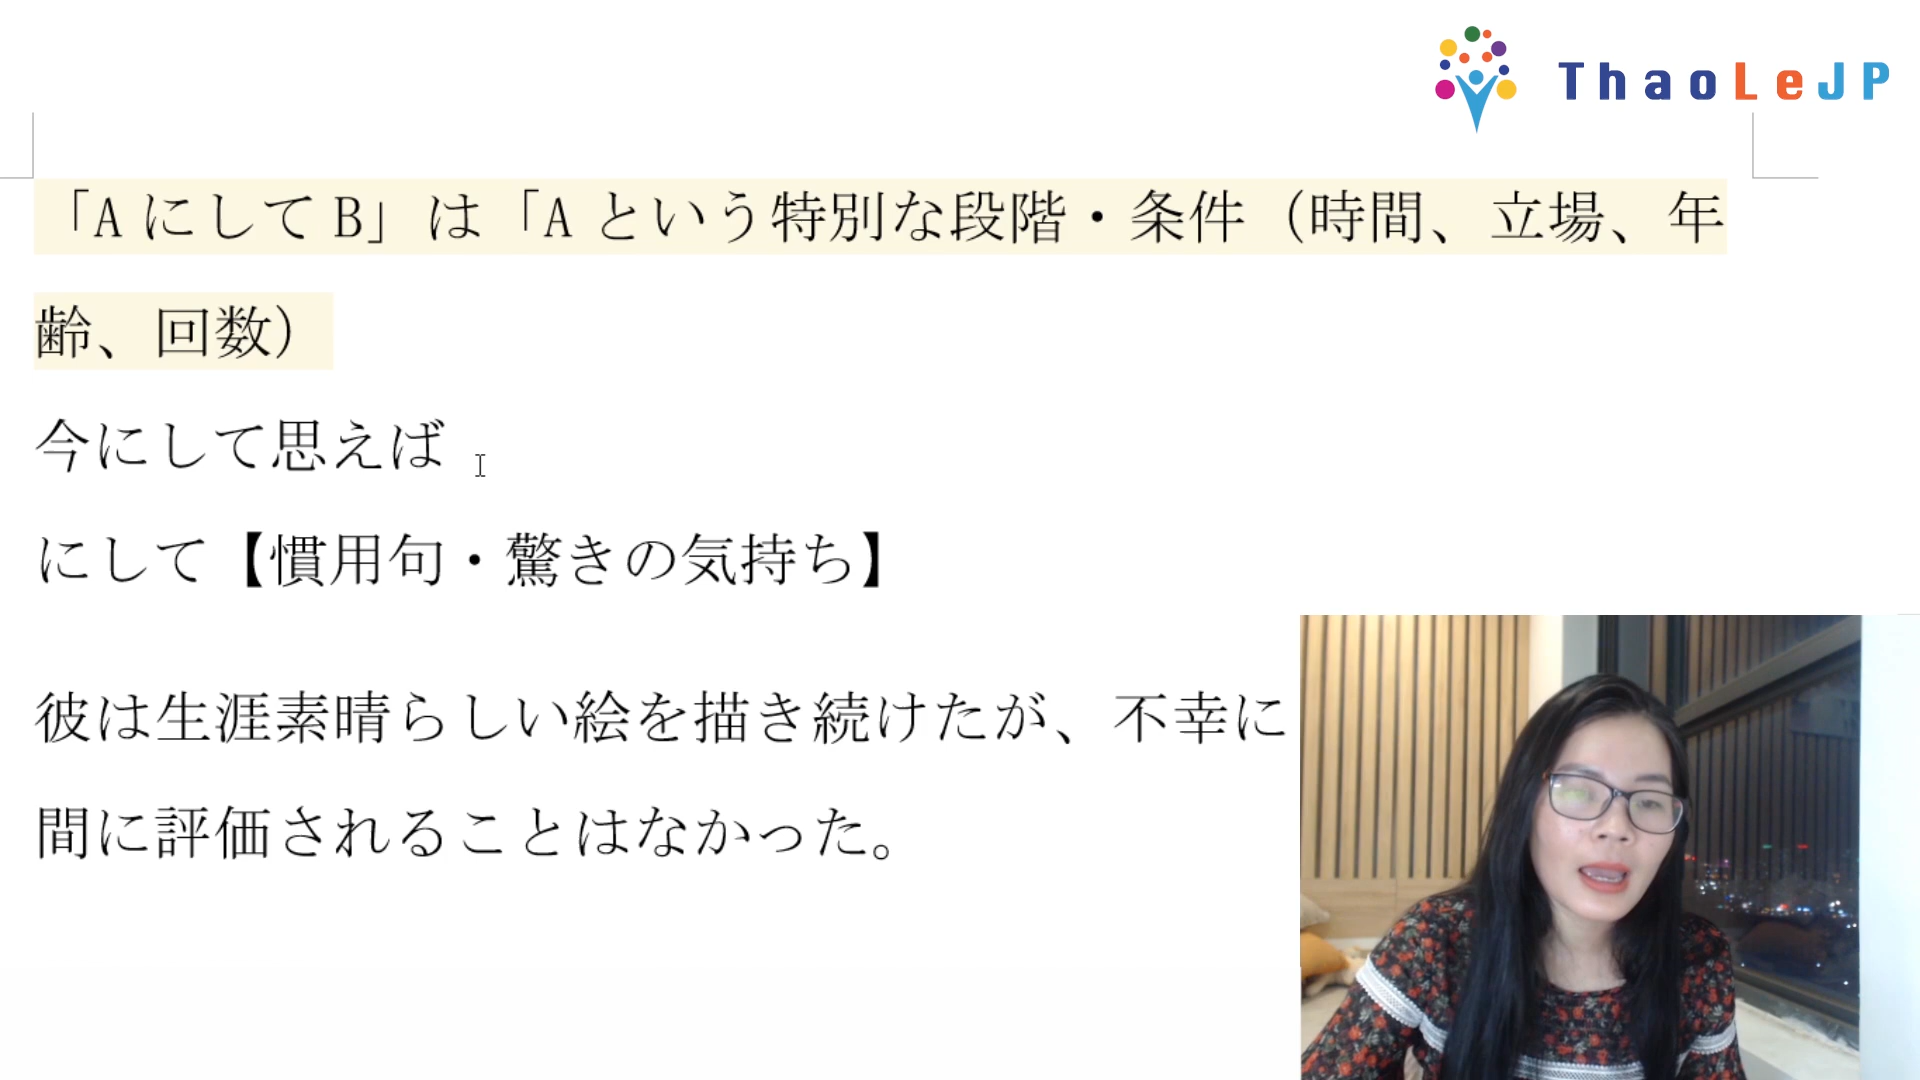 ThaoLeJP
「AにしてB」は「Aという特別な段階・条件（時間、立場、年
齢、回数）
今にして思えば
にして【慣用句・驚きの気持ち】
彼は生涯素晴らしい絵を描き続けたが、不幸に
間に評価されることはなかった。